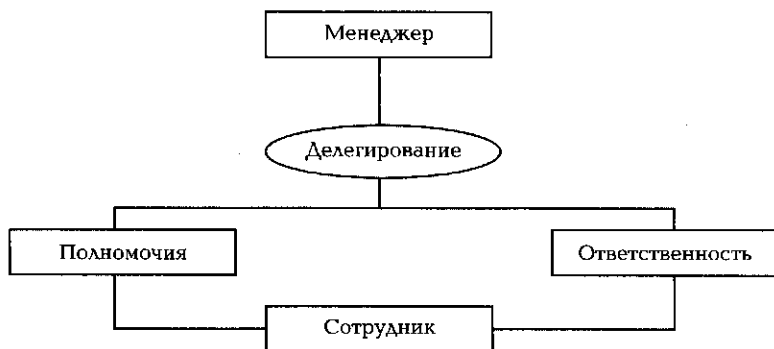 Менеджер
Делегирование
Полномочия
Ответственность
Сотрудник